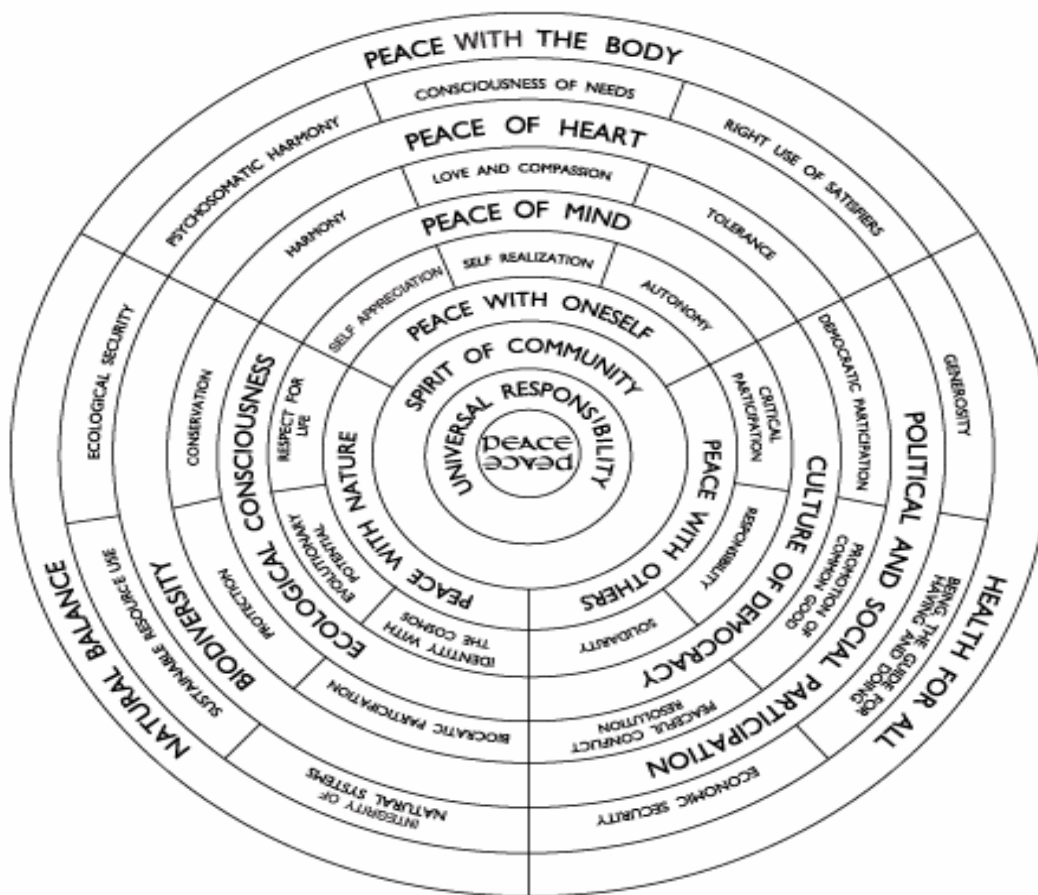 PEACE WITH THE BODY
PSYCHOSOMATIC HARMONY
CONSCIOUSNESS OF NEEDS
RIGHT USE OF SATISFIERS
PEACE OF HEART
HARMONY
LOVE AND COMPASSION
TOLERANCE
PEACE OF MIND
SELF APPRECIATION
SELF REALIZATION
AUTONOMY
PEACE WITH ONESELF
SPIRIT OF COMMUNITY
UNIVERSAL RESPONSIBILITY
peace
peace
PEACE WITH OTHERS
CRITICAL
PARTICIPATION
RESPONSIBILITY
SOLIDARITY
CULTURE OF DEMOCRACY
DEMOCRATIC PARTICIPATION
PROMOTION OF
COMMON GOOD
PEACEFUL CONFLICT
RESOLUTION
POLITICAL AND SOCIAL PARTICIPATION
GENEROSITY
BEING, THE GUIDE FOR
HAVING AND DOING
ECONOMIC SECURITY
HEALTH FOR ALL
PEACE WITH NATURE
RESPECT FOR
LIFE
EVOLUTIONARY
POTENTIAL
IDENTITY WITH
THE COSMOS
ECOLOGICAL CONSCIOUSNESS
CONSERVATION
PROTECTION
BIOCRATIC PARTICIPATION
BIODIVERSITY
ECOLOGICAL SECURITY
SUSTAINABLE RESOURCE USE
INTEGRITY OF
NATURAL SYSTEMS
NATURAL BALANCE